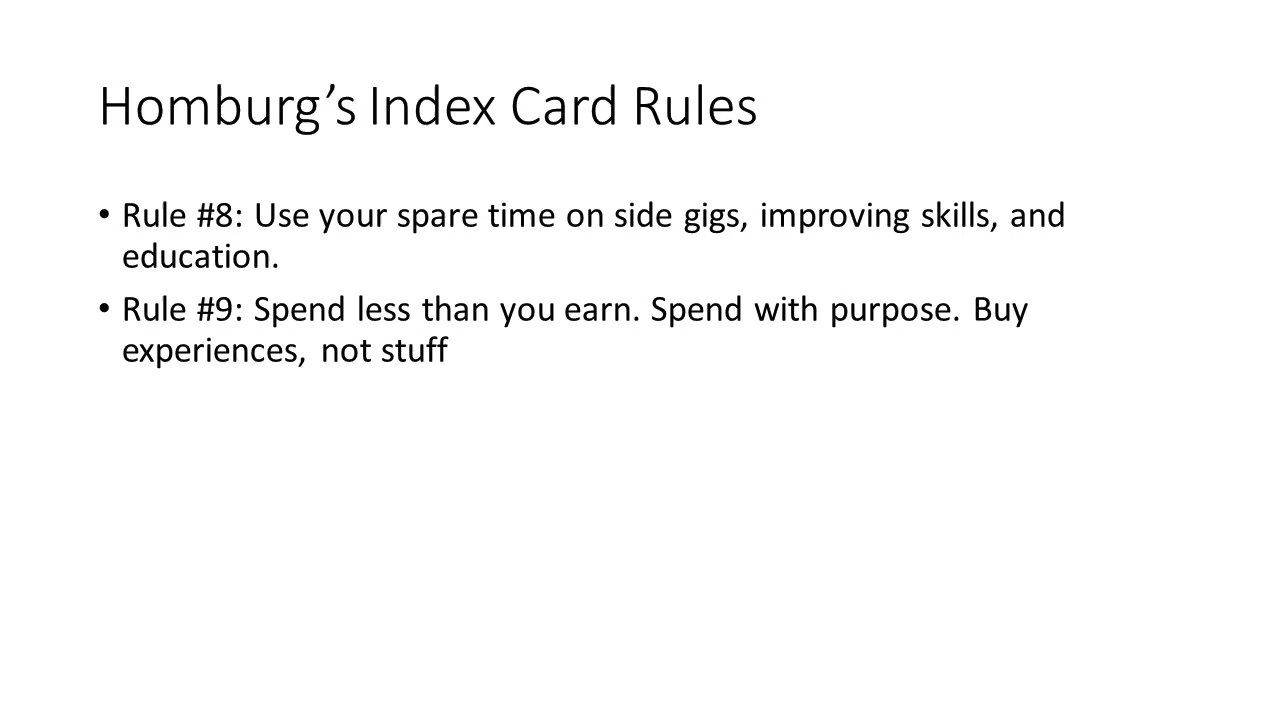 Homburg’s Index Card Rules
• Rule #8: Use your spare time on side gigs, improving skills, and
education.
• Rule #9: Spend less than you earn. Spend with purpose. Buy
experiences, not stuff